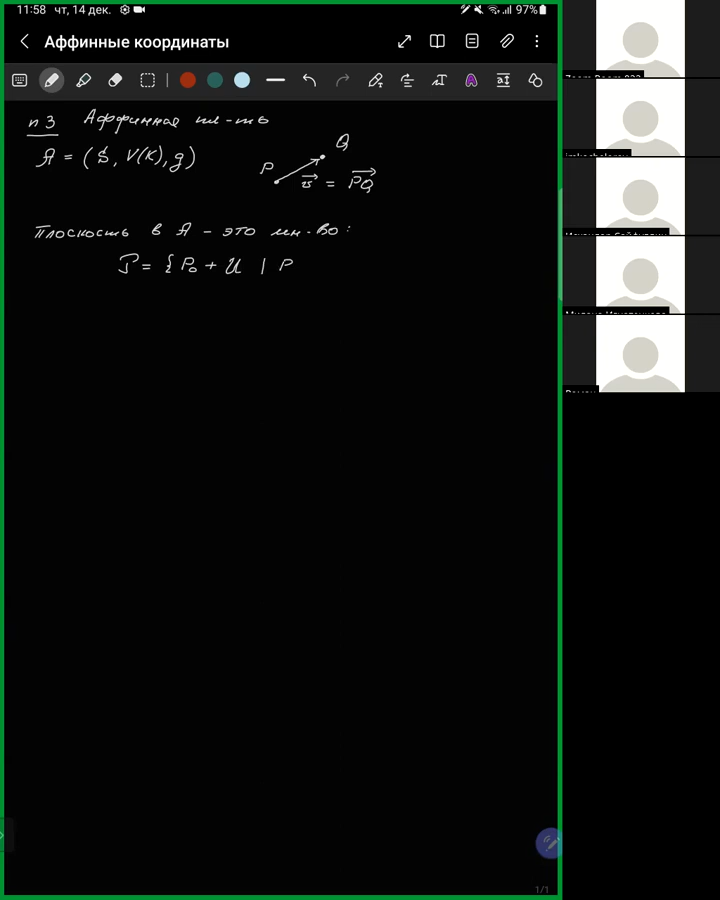 11:58 чт, 14 дек. 97%
Аффинные координаты
п 3 Аффинная пл-ть
A = (S, V(K), g)
P Q
v⃗ = PQ⃗
Плоскость в A - это мн-во:
P = { P₀ + U | P
1/1